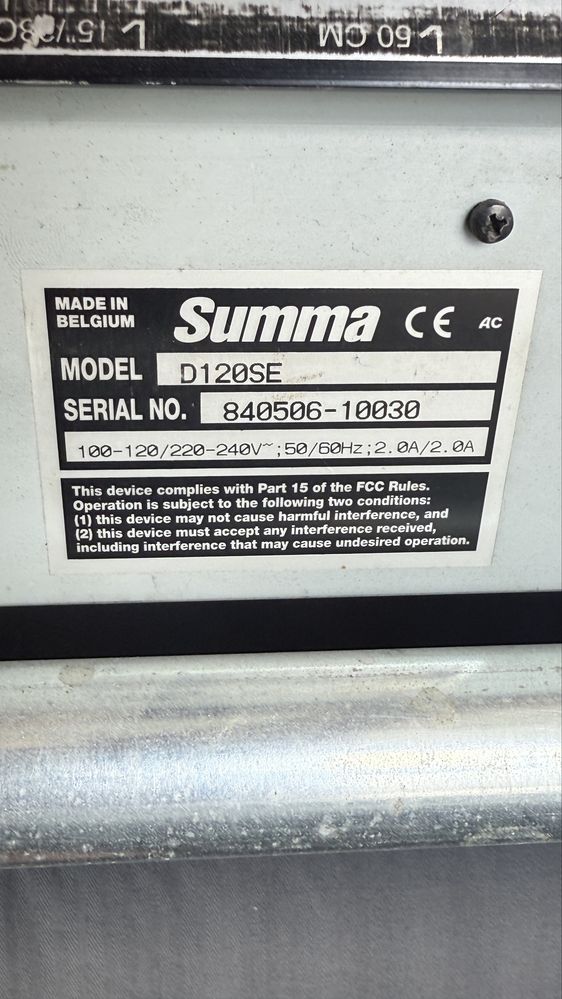 15"/38C
50 CM
MADE IN
BELGIUM
Summa CE AC
MODEL D120SE
SERIAL NO. 840506-10030
100-120/220-240V~;50/60Hz;2.0A/2.0A
This device complies with Part 15 of the FCC Rules.
Operation is subject to the following two conditions:
(1) this device may not cause harmful interference, and
(2) this device must accept any interference received,
including interference that may cause undesired operation.